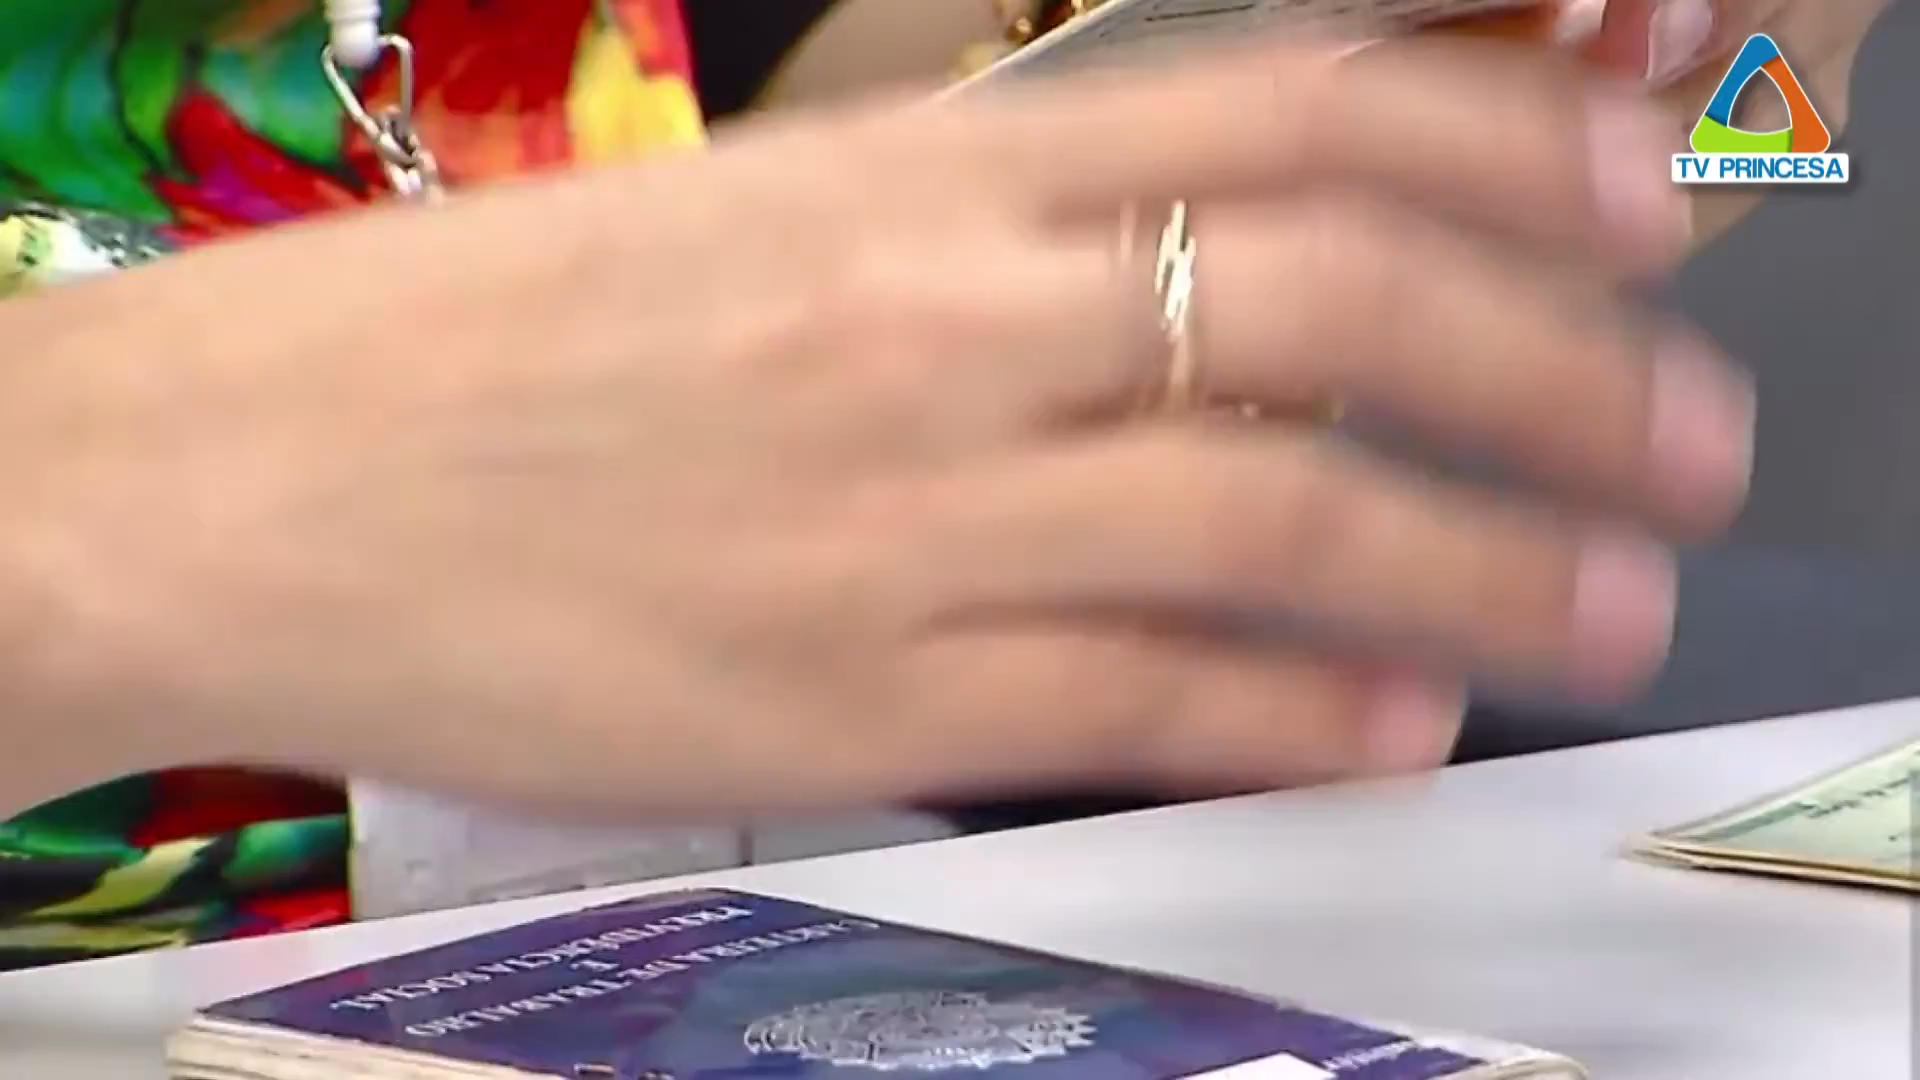 TV PRINCESA
CARTEIRA DE TRABALHO
E
PREVIDÊNCIA SOCIAL